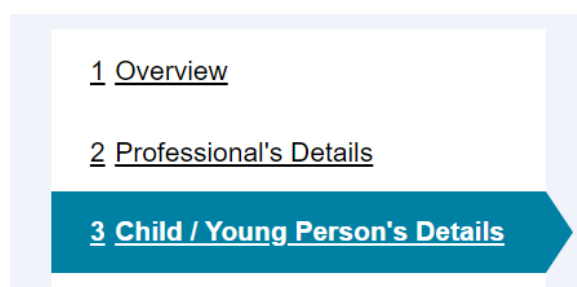 1 Overview
2 Professional's Details
3 Child / Young Person's Details